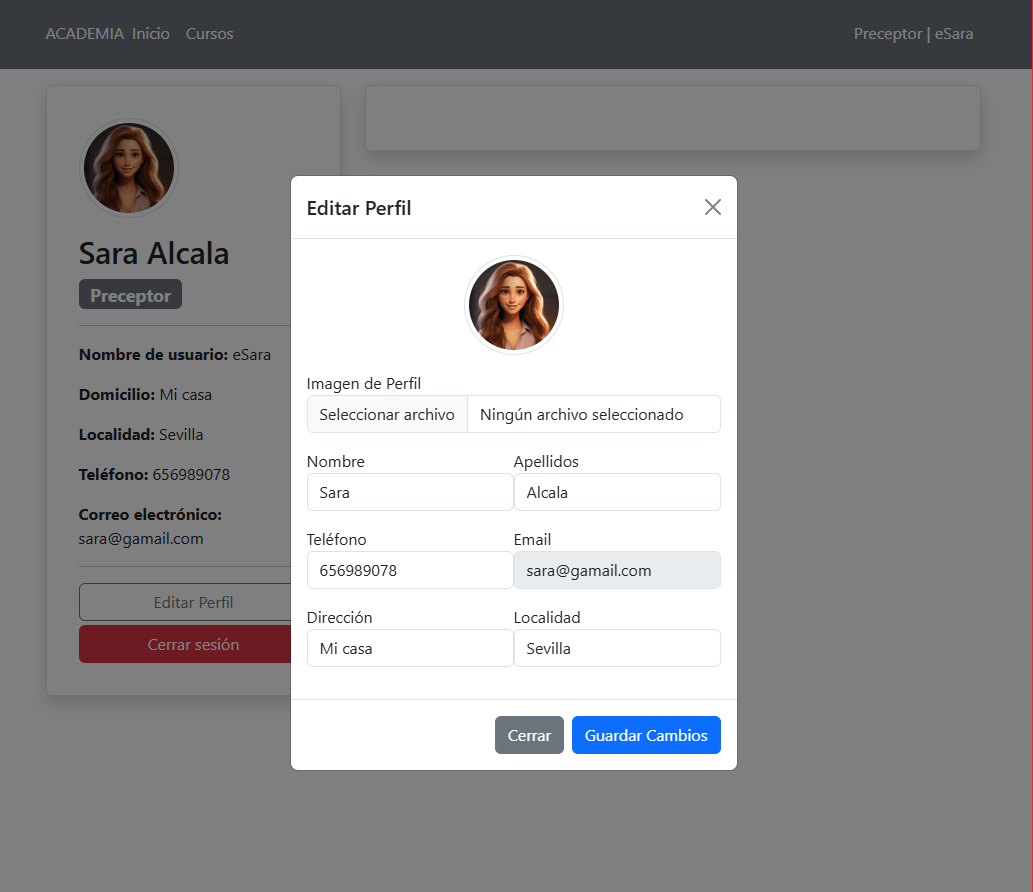 ACADEMIA Inicio Cursos Preceptor | eSara
Sara Alcala
Preceptor
Nombre de usuario: eSara
Domicilio: Mi casa
Localidad: Sevilla
Teléfono: 656989078
Correo electrónico:
sara@gamail.com
Editar Perfil
Cerrar sesión
Editar Perfil
Imagen de Perfil
Seleccionar archivo Ningún archivo seleccionado
Nombre Apellidos
Sara Alcala
Teléfono Email
656989078 sara@gamail.com
Dirección Localidad
Mi casa Sevilla
Cerrar Guardar Cambios